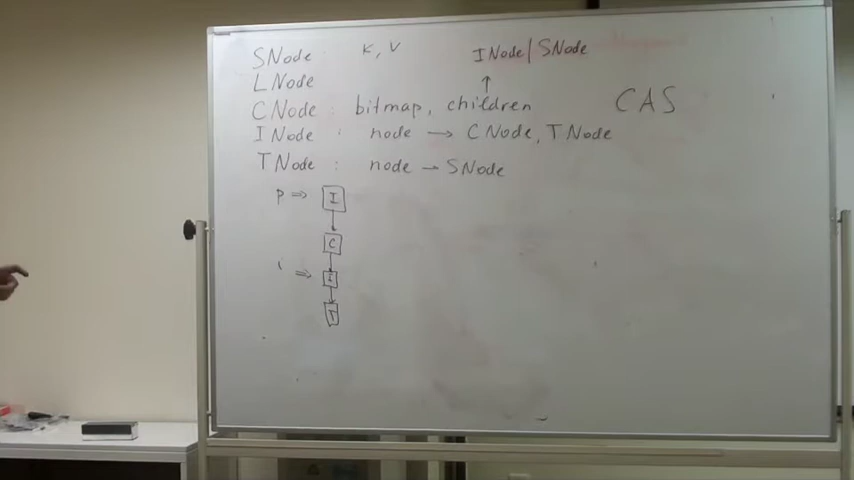 SNode K, V INode/SNode
LNode ↑
CNode : bitmap, children CAS
INode : node → CNode, TNode
TNode : node → SNode
p ⇒ I
C
i ⇒ i
T